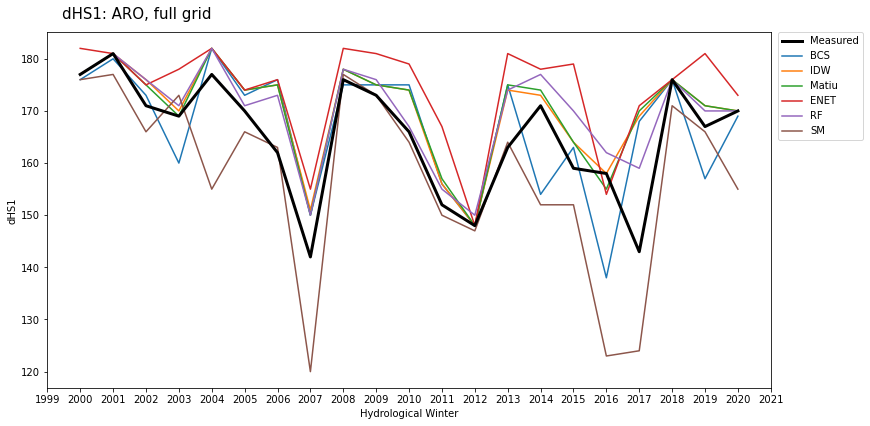 dHS1: ARO, full grid
180
170
160
150
140
130
120
dHS1
1999 2000 2001 2002 2003 2004 2005 2006 2007 2008 2009 2010 2011 2012 2013 2014 2015 2016 2017 2018 2019 2020 2021
Hydrological Winter
Measured
BCS
IDW
Matiu
ENET
RF
SM